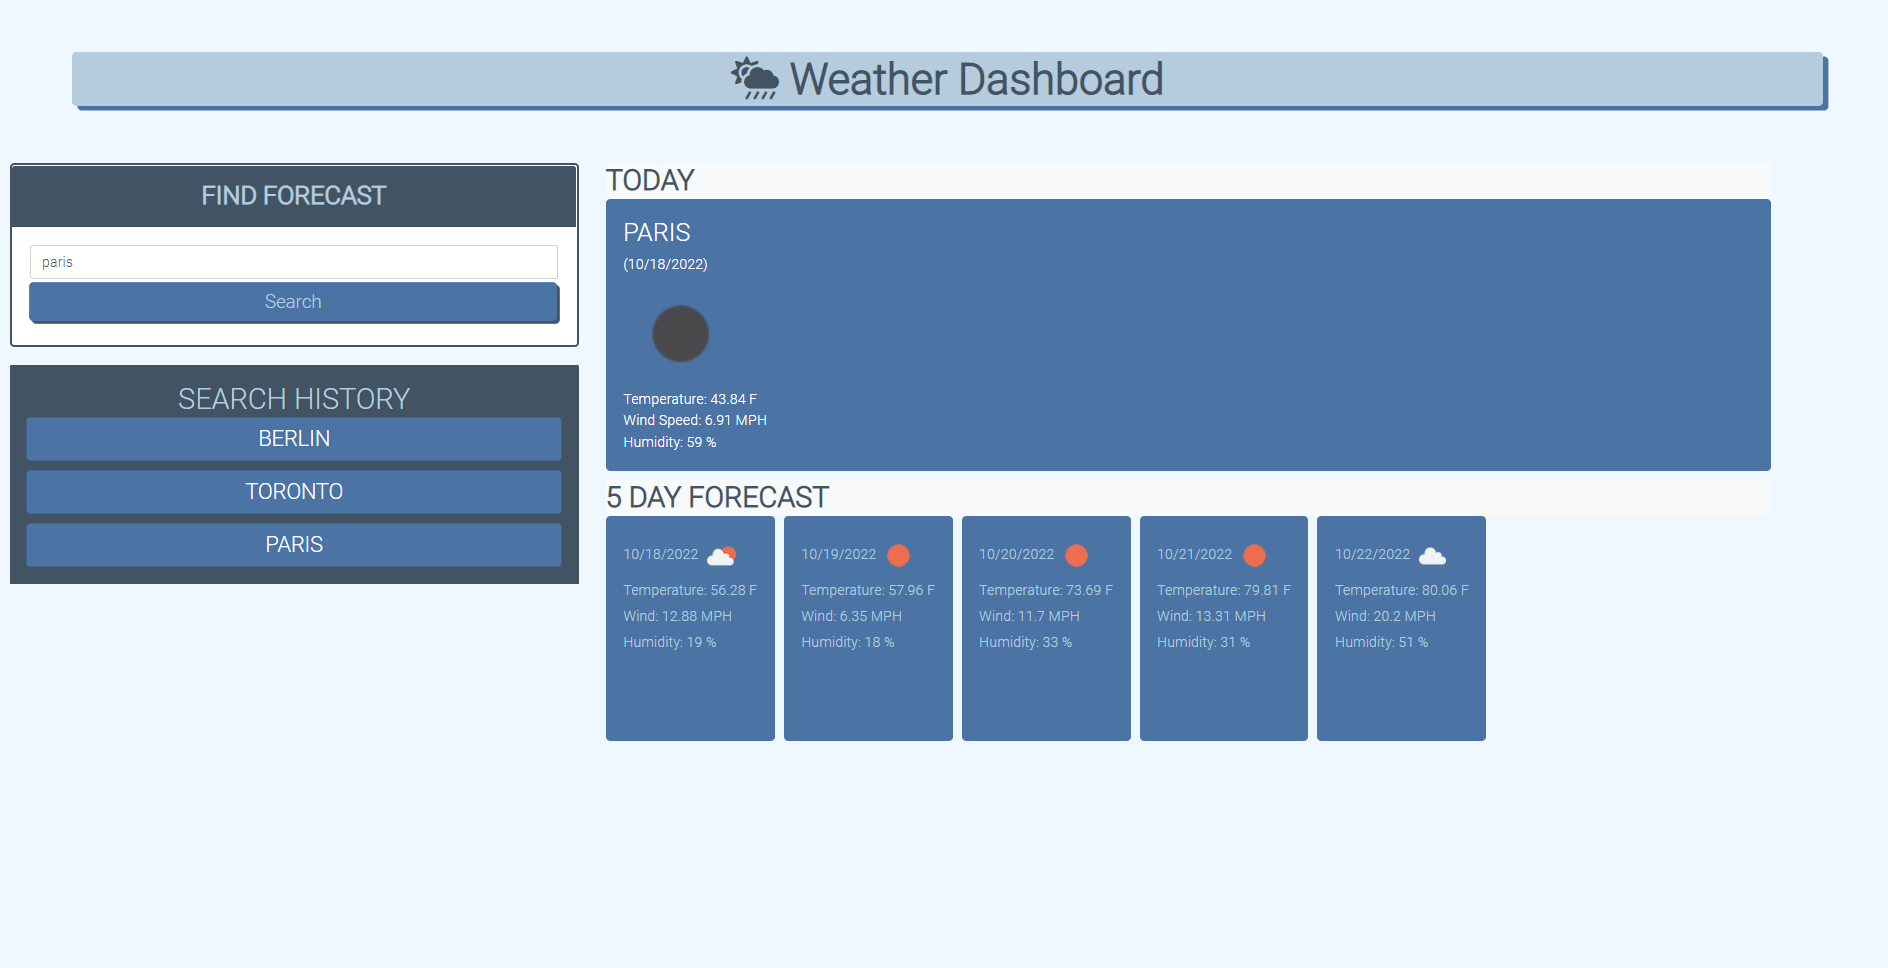 Weather Dashboard
FIND FORECAST
paris
Search
SEARCH HISTORY
BERLIN
TORONTO
PARIS
TODAY
PARIS
(10/18/2022)
Temperature: 43.84 F
Wind Speed: 6.91 MPH
Humidity: 59 %
5 DAY FORECAST
10/18/2022
Temperature: 56.28 F
Wind: 12.88 MPH
Humidity: 19 %
10/19/2022
Temperature: 57.96 F
Wind: 6.35 MPH
Humidity: 18 %
10/20/2022
Temperature: 73.69 F
Wind: 11.7 MPH
Humidity: 33 %
10/21/2022
Temperature: 79.81 F
Wind: 13.31 MPH
Humidity: 31 %
10/22/2022
Temperature: 80.06 F
Wind: 20.2 MPH
Humidity: 51 %